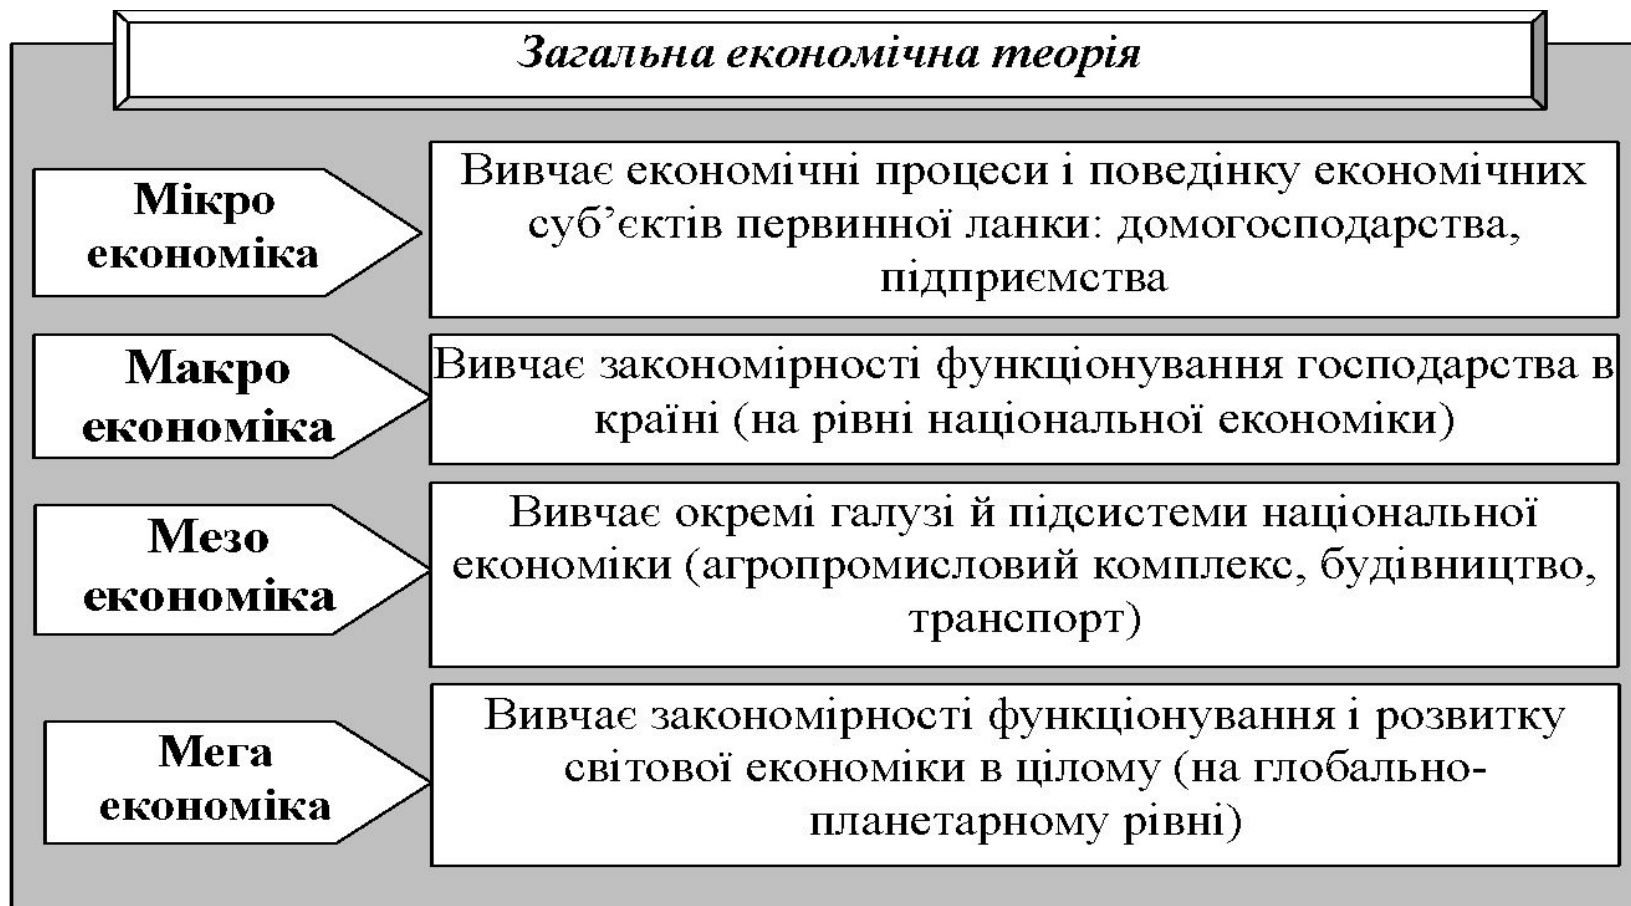 Загальна економічна теорія
Мікро
економіка
Вивчає економічні процеси і поведінку економічних
суб’єктів первинної ланки: домогосподарства,
підприємства
Макро
економіка
Вивчає закономірності функціонування господарства в
країні (на рівні національної економіки)
Мезо
економіка
Вивчає окремі галузі й підсистеми національної
економіки (агропромисловий комплекс, будівництво,
транспорт)
Мега
економіка
Вивчає закономірності функціонування і розвитку
світової економіки в цілому (на глобально-
планетарному рівні)